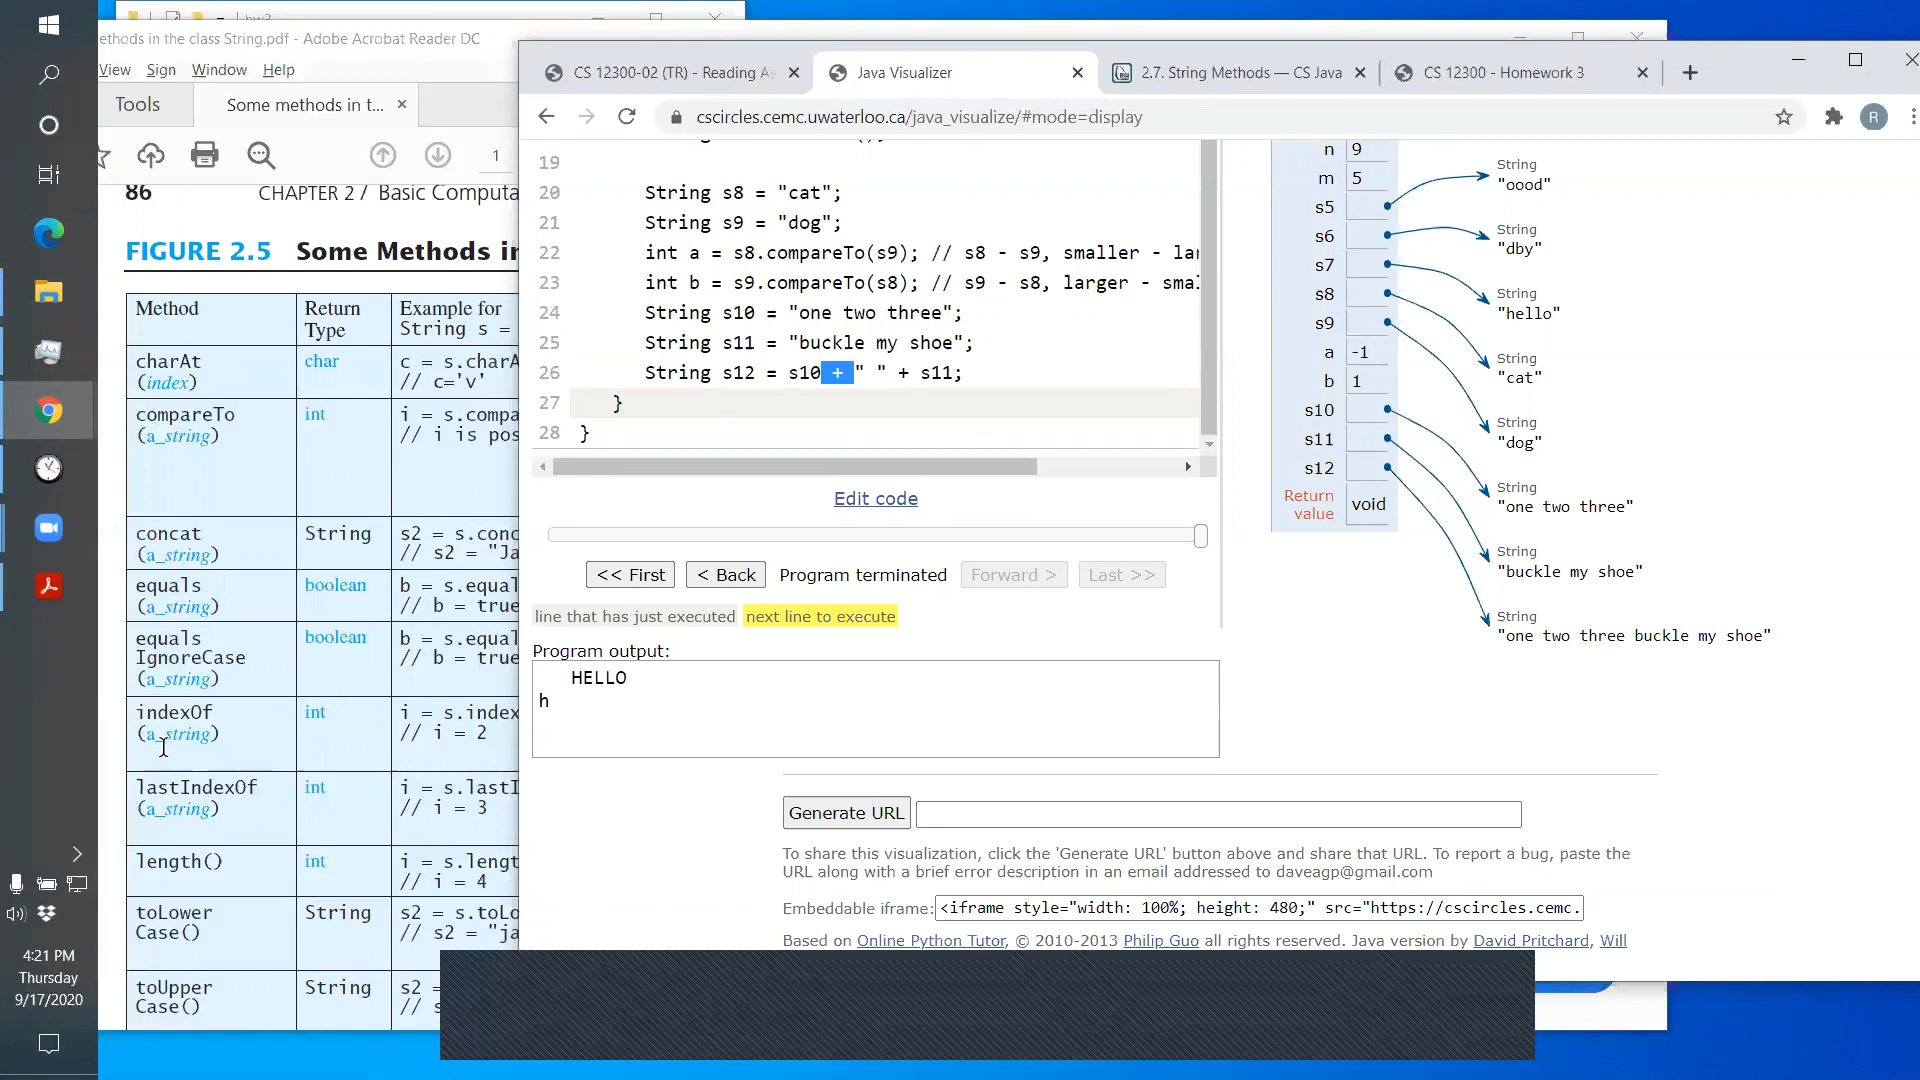 hw3
ethods in the class String.pdf - Adobe Acrobat Reader DC
View Sign Window Help
Tools
Some methods in t... ×
1
86 CHAPTER 2 / Basic Computa
FIGURE 2.5 Some Methods in
Method
Return Type
Example for
String s =
charAt
(index)
char
c = s.charA
// c='v'
compareTo
(a_string)
int
i = s.compa
// i is pos
concat
(a_string)
String
s2 = s.conc
// s2 = "Ja
equals
(a_string)
boolean
b = s.equal
// b = true
equals
IgnoreCase
(a_string)
boolean
b = s.equal
// b = true
indexOf
(a_string)
int
i = s.index
// i = 2
lastIndexOf
(a_string)
int
i = s.lastI
// i = 3
length()
int
i = s.lengt
// i = 4
toLower
Case()
String
s2 = s.toLo
// s2 = "ja
toUpper
Case()
String
s2 =
// s
CS 12300-02 (TR) - Reading As
Java Visualizer
2.7. String Methods — CS Java
CS 12300 - Homework 3
cscircles.cemc.uwaterloo.ca/java_visualize/#mode=display
R
19
20 String s8 = "cat";
21 String s9 = "dog";
22 int a = s8.compareTo(s9); // s8 - s9, smaller - lar
23 int b = s9.compareTo(s8); // s9 - s8, larger - smal
24 String s10 = "one two three";
25 String s11 = "buckle my shoe";
26 String s12 = s10 + " " + s11;
27 }
28 }
Edit code
<< First < Back Program terminated Forward > Last >>
line that has just executed next line to execute
Program output:
HELLO
h
n 9
m 5
s5
s6
s7
s8
s9
a -1
b 1
s10
s11
s12
Return value void
String
"oood"
String
"dby"
String
"hello"
String
"cat"
String
"dog"
String
"one two three"
String
"buckle my shoe"
String
"one two three buckle my shoe"
Generate URL
To share this visualization, click the 'Generate URL' button above and share that URL. To report a bug, paste the
URL along with a brief error description in an email addressed to daveagp@gmail.com
Embeddable iframe: <iframe style="width: 100%; height: 480;" src="https://cscircles.cemc.
Based on Online Python Tutor, © 2010-2013 Philip Guo all rights reserved. Java version by David Pritchard, Will
4:21 PM
Thursday
9/17/2020